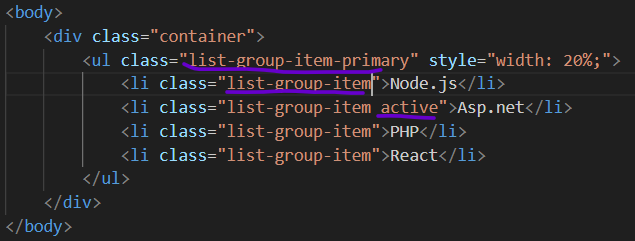 <body>
<div class="container">
<ul class="list-group-item-primary" style="width: 20%;">
<li class="list-group-item">Node.js</li>
<li class="list-group-item active">Asp.net</li>
<li class="list-group-item">PHP</li>
<li class="list-group-item">React</li>
</ul>
</div>
</body>